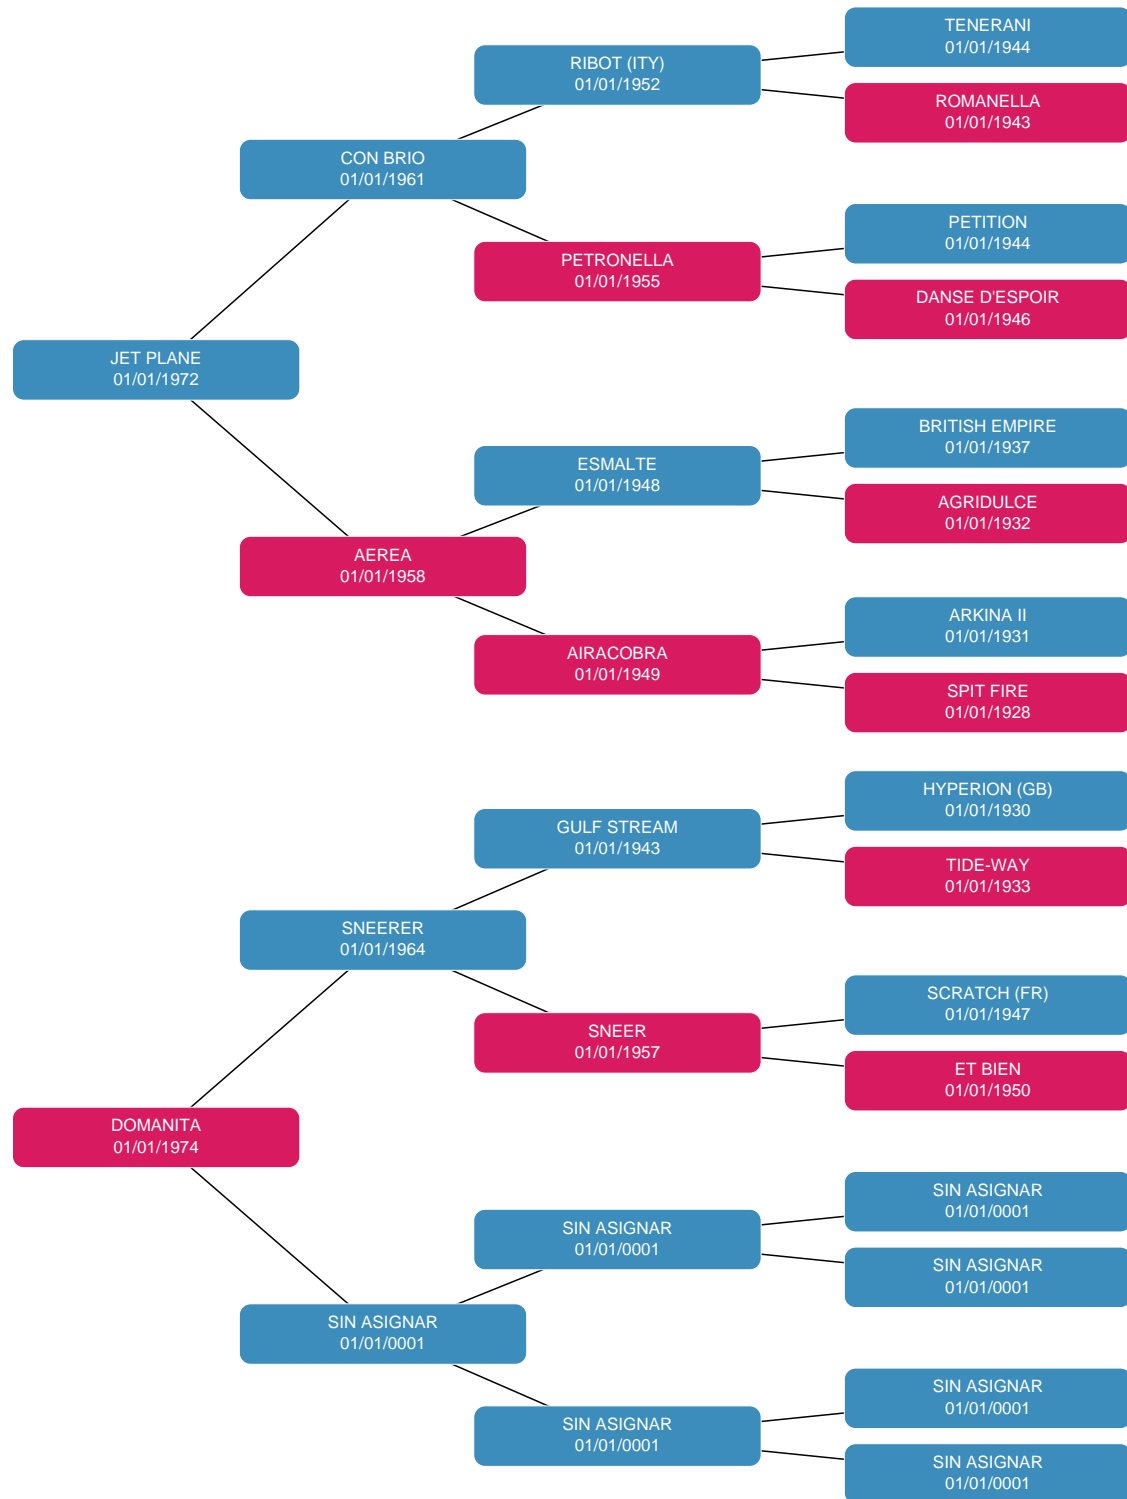 TENERANI
01/01/1944
RIBOT (ITY)
01/01/1952
ROMANELLA
01/01/1943
CON BRIO
01/01/1961
PETITION
01/01/1944
PETRONELLA
01/01/1955
DANSE D'ESPOIR
01/01/1946
JET PLANE
01/01/1972
BRITISH EMPIRE
01/01/1937
ESMALTE
01/01/1948
AGRIDULCE
01/01/1932
AEREA
01/01/1958
ARKINA II
01/01/1931
AIRACOBRA
01/01/1949
SPIT FIRE
01/01/1928
HYPERION (GB)
01/01/1930
GULF STREAM
01/01/1943
TIDE-WAY
01/01/1933
SNEERER
01/01/1964
SCRATCH (FR)
01/01/1947
SNEER
01/01/1957
ET BIEN
01/01/1950
DOMANITA
01/01/1974
SIN ASIGNAR
01/01/0001
SIN ASIGNAR
01/01/0001
SIN ASIGNAR
01/01/0001
SIN ASIGNAR
01/01/0001
SIN ASIGNAR
01/01/0001
SIN ASIGNAR
01/01/0001
SIN ASIGNAR
01/01/0001